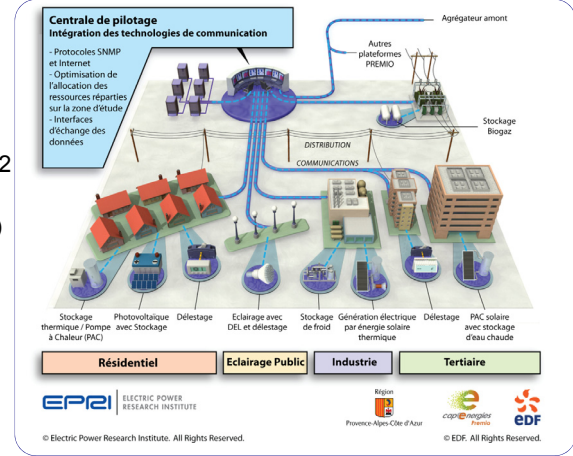 Centrale de pilotage
Intégration des technologies de communication
- Protocoles SNMP
et Internet
- Optimisation de
l'allocation des
ressources réparties
sur la zone d'étude
- Interfaces
d'échange des
données
Agrégateur amont
Autres
plateformes
PREMIO
Stockage
Biogaz
DISTRIBUTION
COMMUNICATIONS
2
)
Stockage
thermique / Pompe
à Chaleur (PAC)
Photovoltaïque
avec Stockage
Délestage
Eclairage avec
DEL et délestage
Stockage
de froid
Génération électrique
par énergie solaire
thermique
Délestage
PAC solaire
avec stockage
d'eau chaude
Résidentiel
Eclairage Public
Industrie
Tertiaire
EPRI
ELECTRIC POWER
RESEARCH INSTITUTE
Région
Provence-Alpes-Côte d'Azur
capenergies
Premio
eDF
© Electric Power Research Institute. All Rights Reserved.
© EDF. All Rights Reserved.